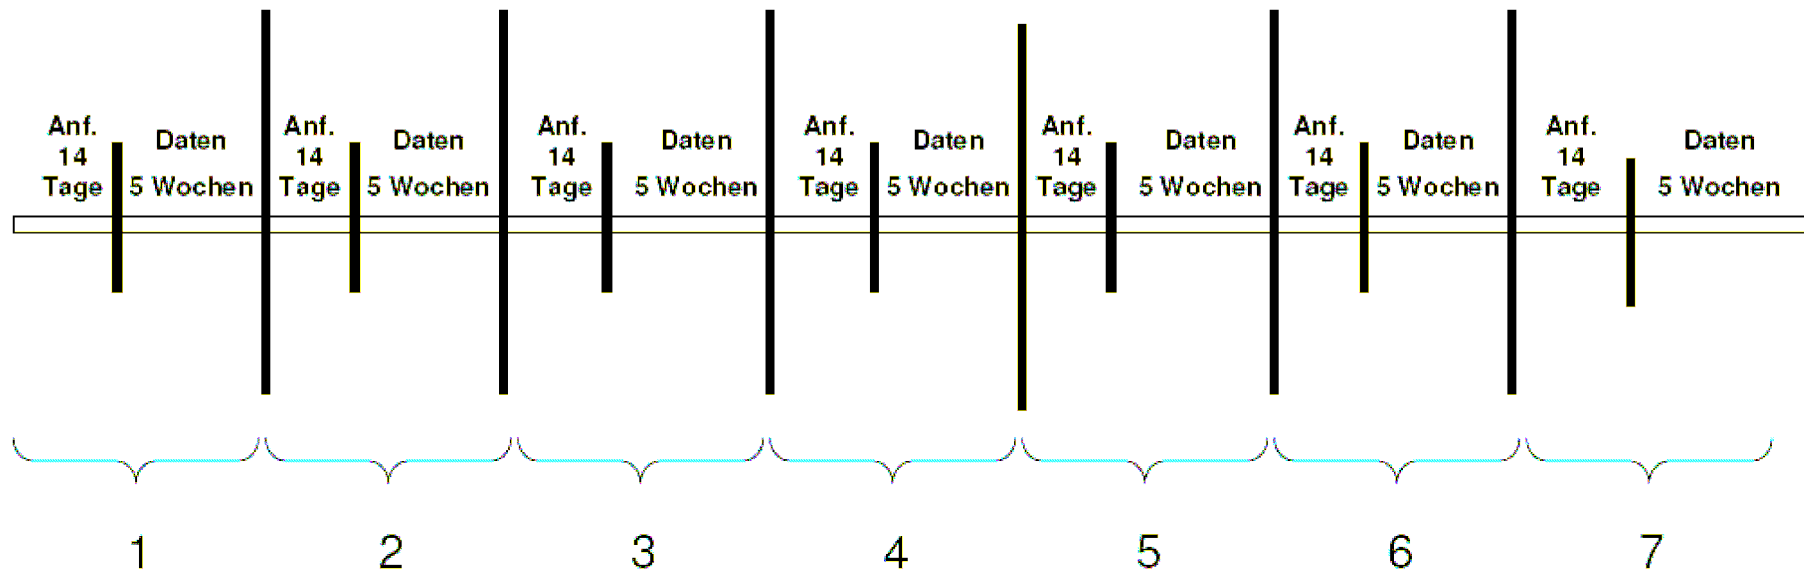 Anf.
14
Tage
Daten
5 Wochen
Anf.
14
Tage
Daten
5 Wochen
Anf.
14
Tage
Daten
5 Wochen
Anf.
14
Tage
Daten
5 Wochen
Anf.
14
Tage
Daten
5 Wochen
Anf.
14
Tage
Daten
5 Wochen
Anf.
14
Tage
Daten
5 Wochen
1
2
3
4
5
6
7